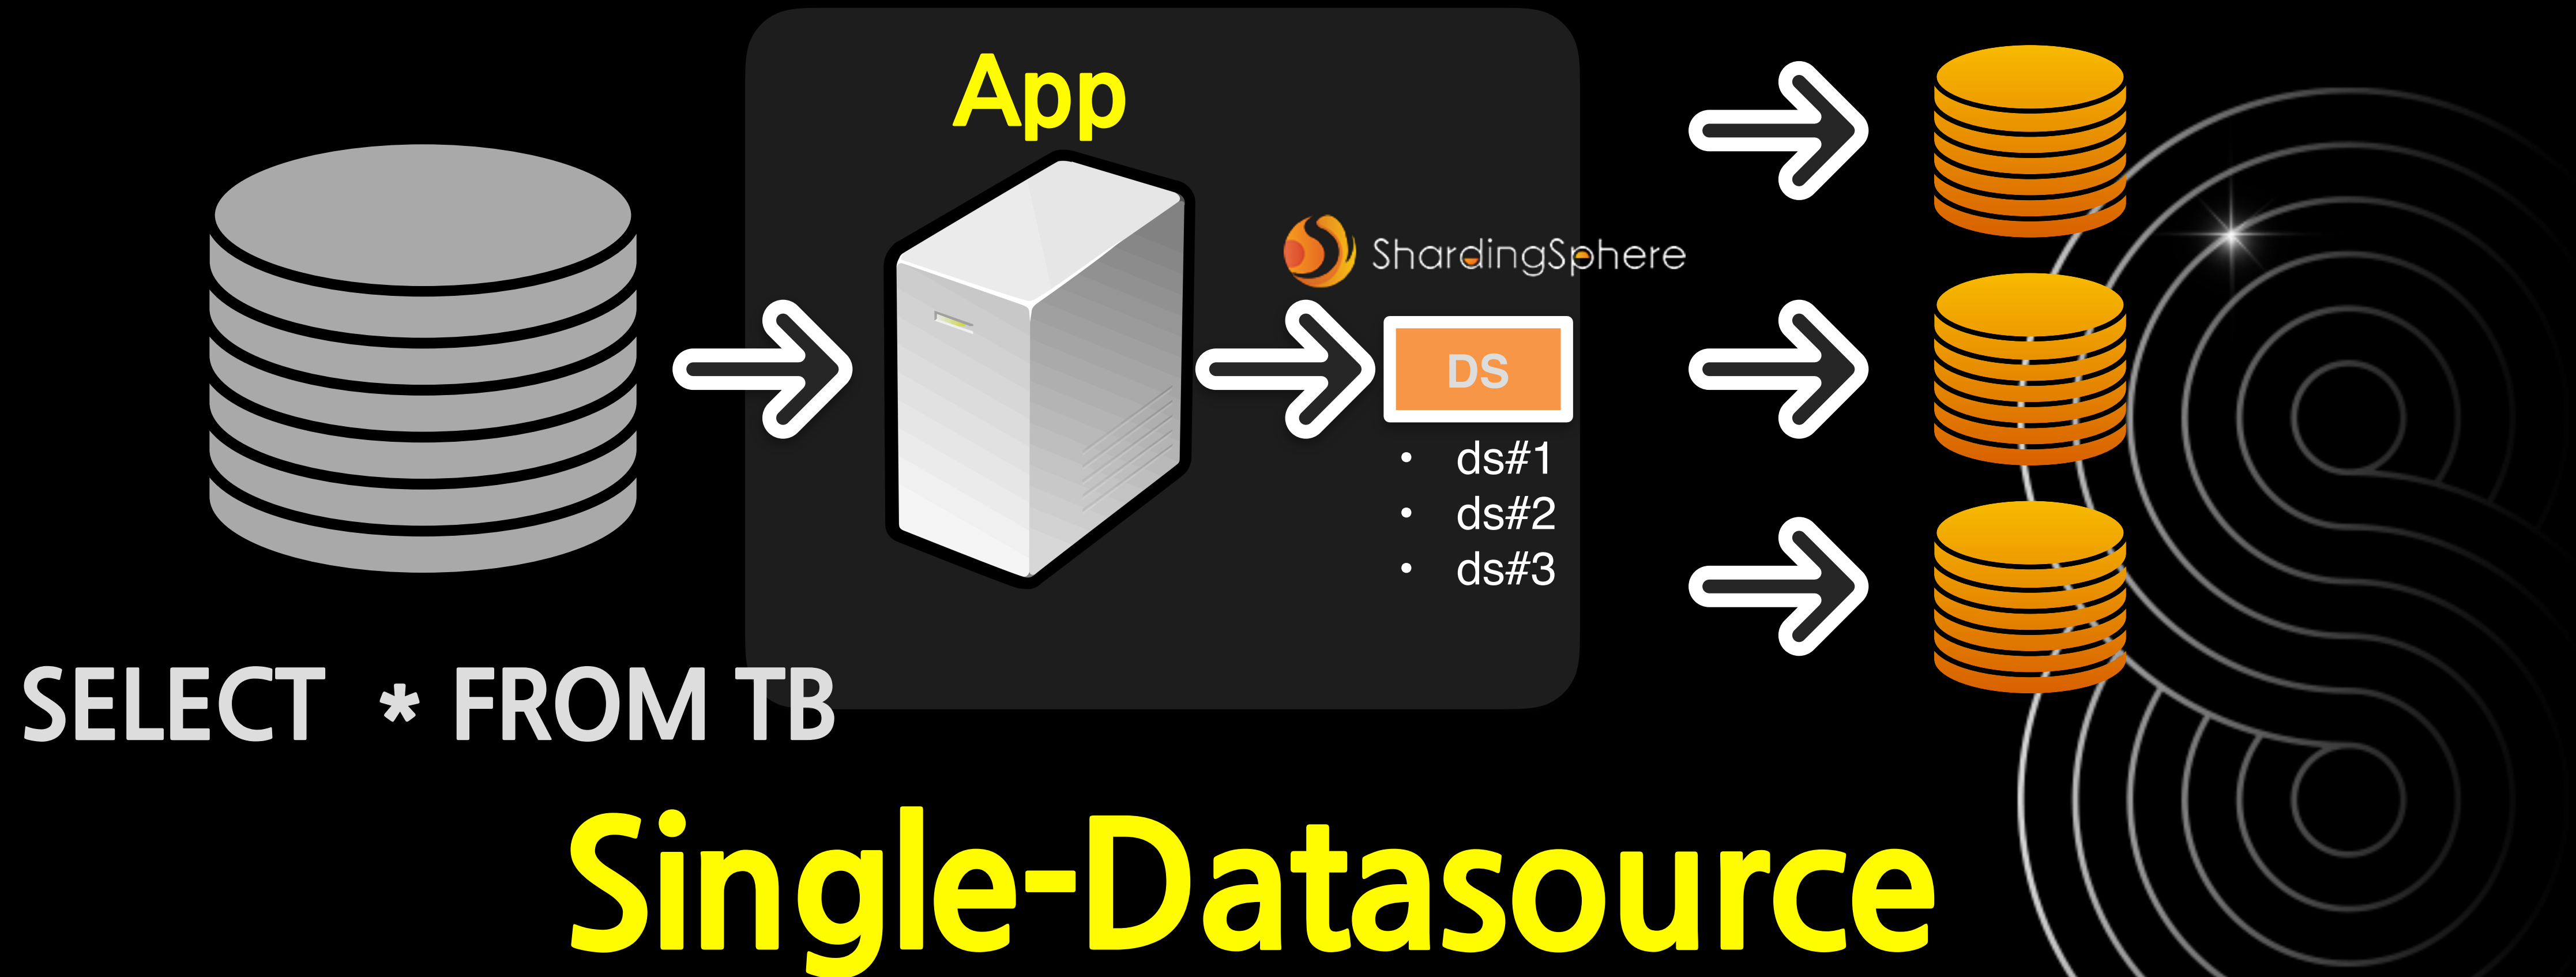 App
ShardingSphere
DS
• ds#1
• ds#2
• ds#3
SELECT * FROM TB
Single-Datasource